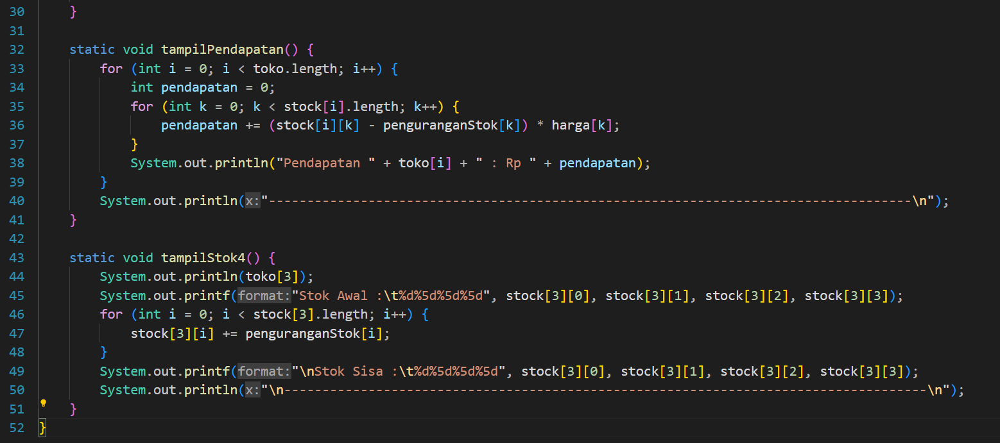 30     }
31
32     static void tampilPendapatan() {
33         for (int i = 0; i < toko.length; i++) {
34             int pendapatan = 0;
35             for (int k = 0; k < stock[i].length; k++) {
36                 pendapatan += (stock[i][k] - penguranganStok[k]) * harga[k];
37             }
38             System.out.println("Pendapatan " + toko[i] + " : Rp " + pendapatan);
39         }
40         System.out.println(x:"------------------------------------------------------------------------------------\n");
41     }
42
43     static void tampilStok4() {
44         System.out.println(toko[3]);
45         System.out.printf(format:"Stok Awal :\t%d%5d%5d%5d", stock[3][0], stock[3][1], stock[3][2], stock[3][3]);
46         for (int i = 0; i < stock[3].length; i++) {
47             stock[3][i] += penguranganStok[i];
48         }
49         System.out.printf(format:"\nStok Sisa :\t%d%5d%5d%5d", stock[3][0], stock[3][1], stock[3][2], stock[3][3]);
50         System.out.println(x:"\n------------------------------------------------------------------------------------\n");
51     }
52 }